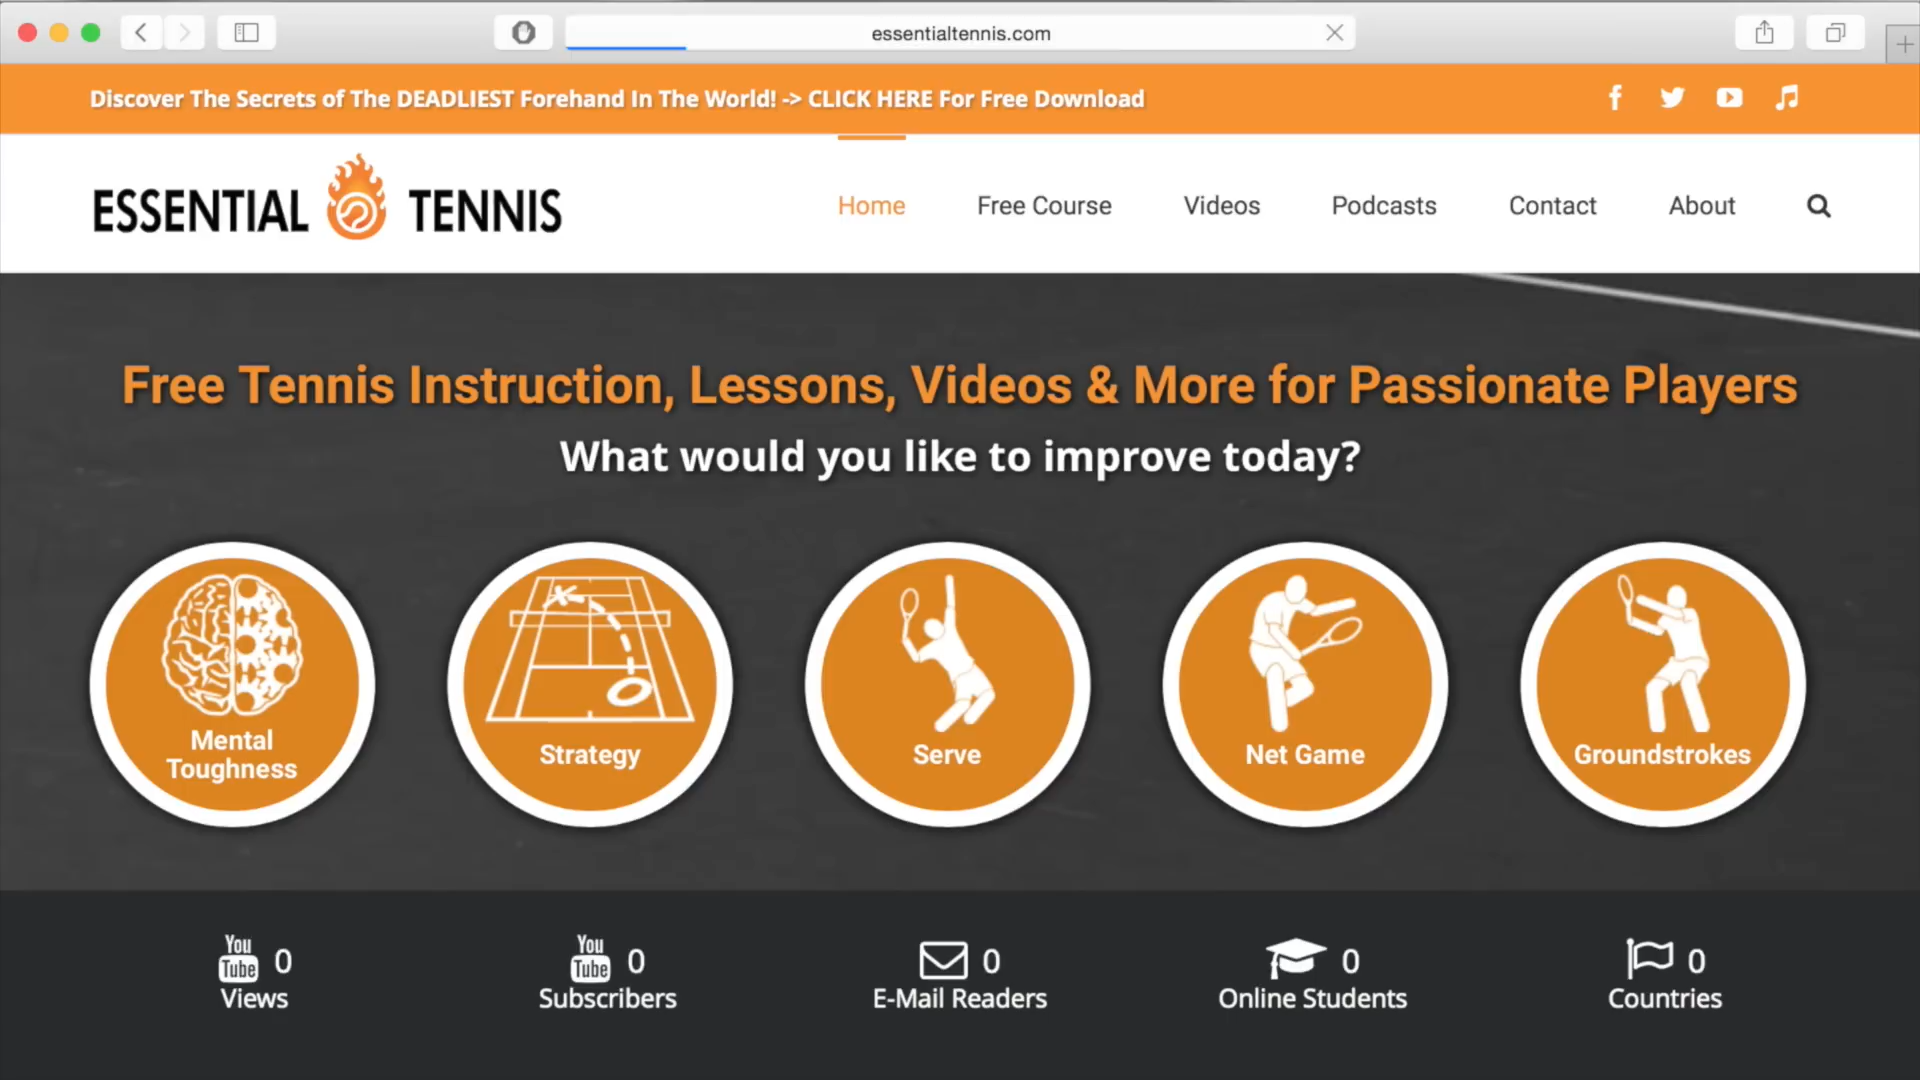 essentialtennis.com
Discover The Secrets of The DEADLIEST Forehand In The World! -> CLICK HERE For Free Download
ESSENTIAL TENNIS
Home Free Course Videos Podcasts Contact About
Free Tennis Instruction, Lessons, Videos & More for Passionate Players
What would you like to improve today?
Mental
Toughness
Strategy
Serve
Net Game
Groundstrokes
You
Tube 0
Views
You
Tube 0
Subscribers
0
E-Mail Readers
0
Online Students
0
Countries